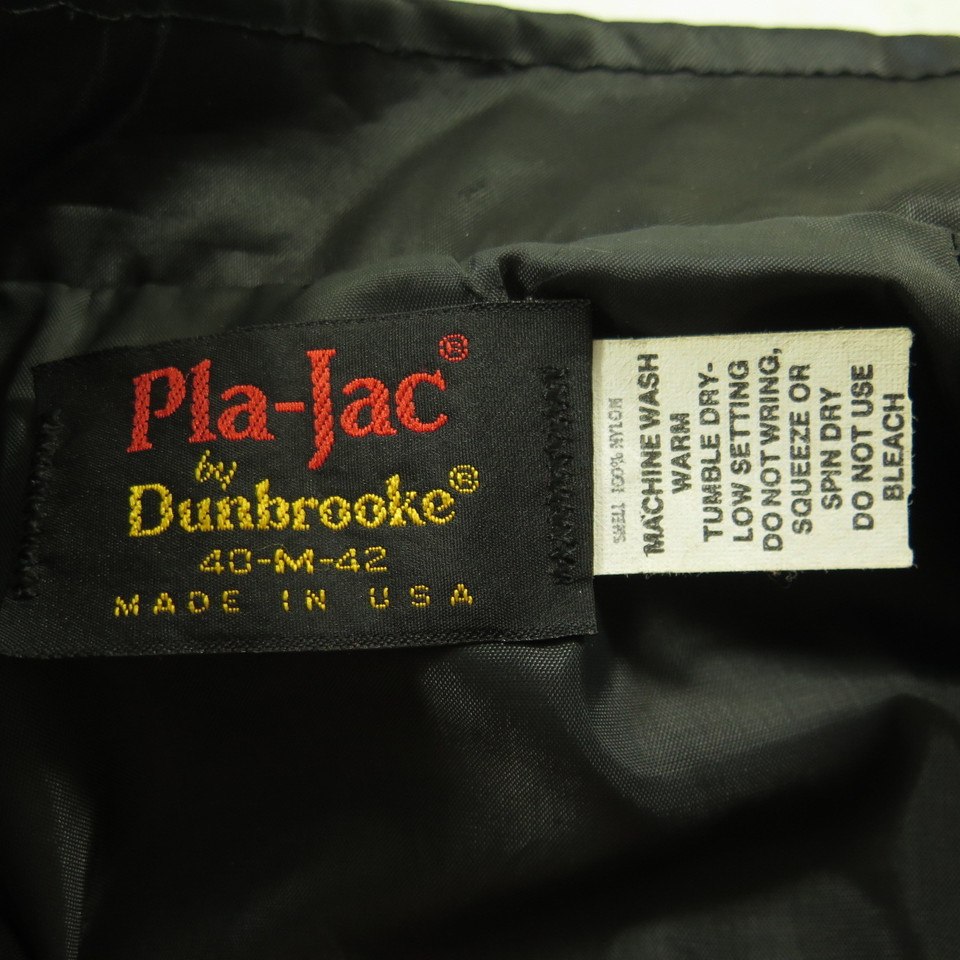 Pla-Jac®
by
Dunbrooke®
40-M-42
MADE IN USA
SHELL 100% NYLON
MACHINE WASH
WARM
TUMBLE DRY-
LOW SETTING
DO NOT WRING,
SQUEEZE OR
SPIN DRY
DO NOT USE
BLEACH